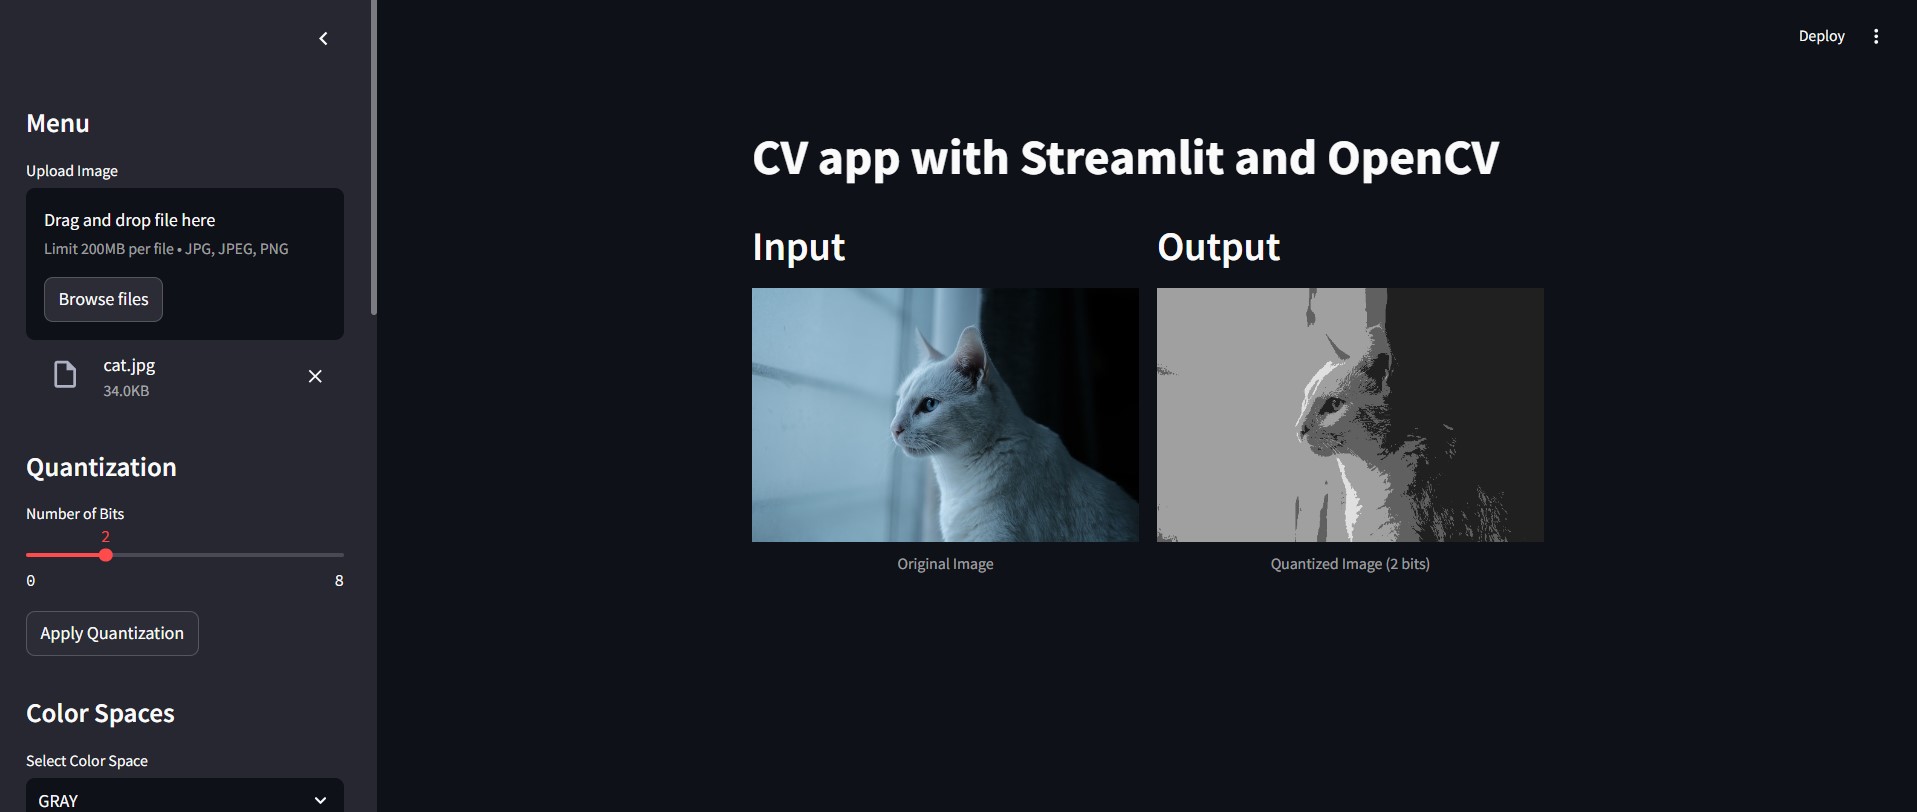 Deploy
Menu
Upload Image
Drag and drop file here
Limit 200MB per file • JPG, JPEG, PNG
Browse files
cat.jpg
34.0KB
Quantization
Number of Bits
2
0 8
Apply Quantization
Color Spaces
Select Color Space
GRAY
CV app with Streamlit and OpenCV
Input
Output
Original Image
Quantized Image (2 bits)